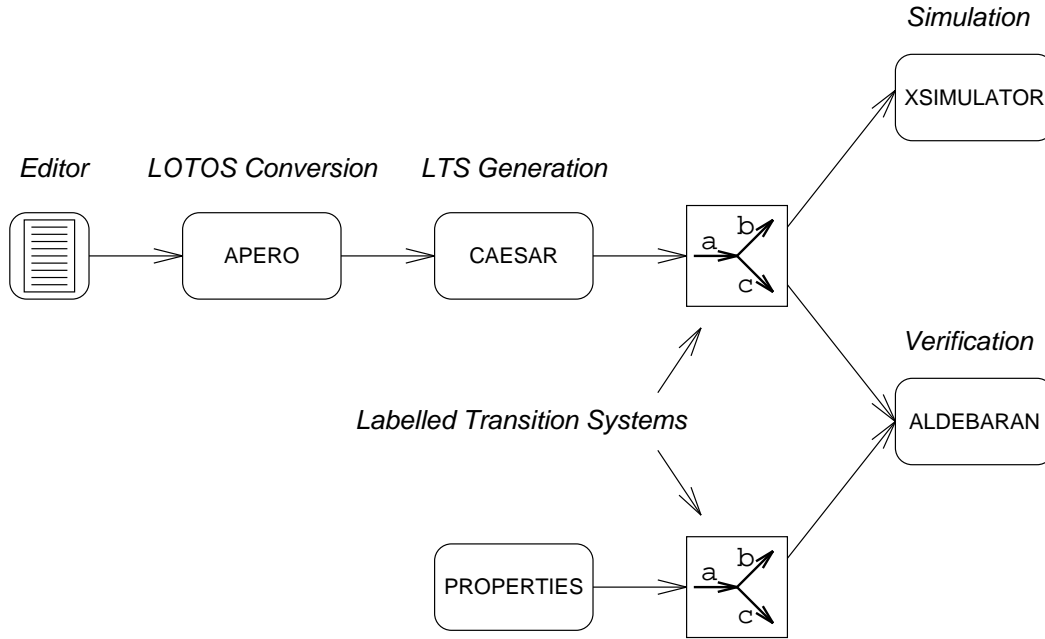 Simulation
XSIMULATOR
Editor
LOTOS Conversion
LTS Generation
APERO
CAESAR
a
b
c
Verification
ALDEBARAN
Labelled Transition Systems
PROPERTIES
a
b
c